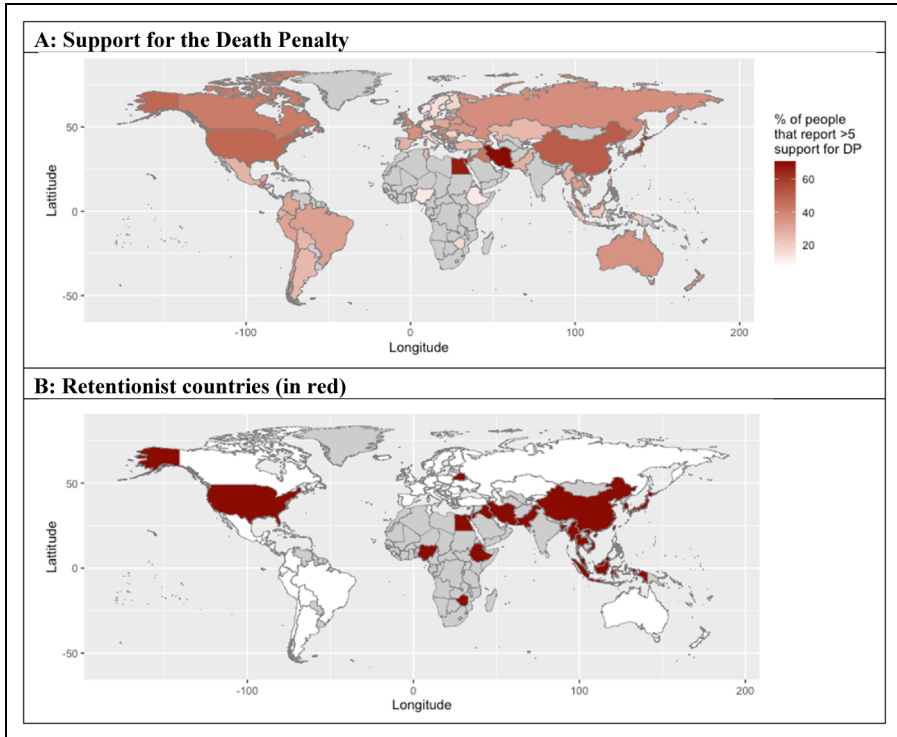 A: Support for the Death Penalty
% of people
that report >5
support for DP
60
40
20
50
0
-50
Lattitude
-100
0
100
200
Longitude
B: Retentionist countries (in red)
50
0
-50
Lattitude
-100
0
100
200
Longitude